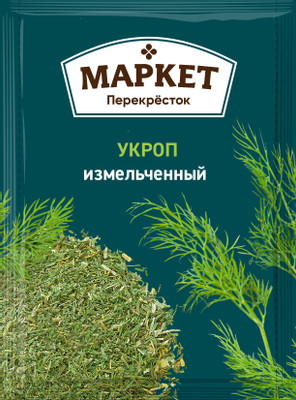 МАРКЕТ
Перекрёсток
УКРОП
измельченный